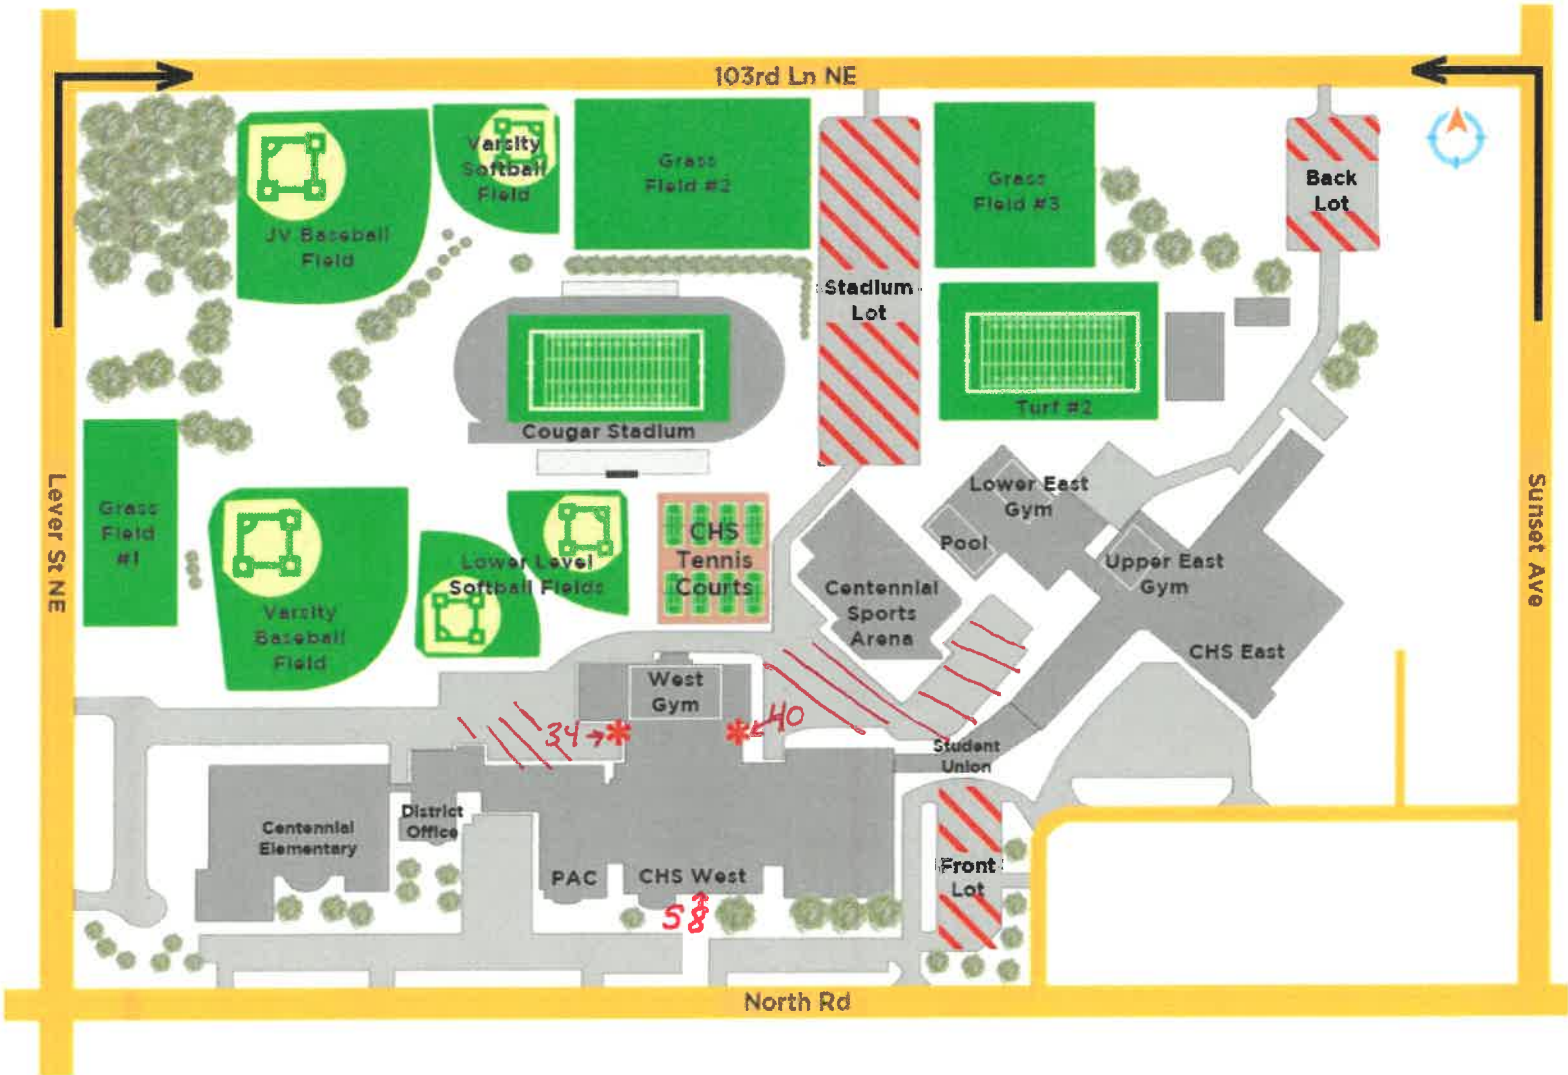 103rd Ln NE
JV Baseball
Field
Varsity
Softball
Field
Grass
Field #2
Grass
Field #3
Back
Lot
Stadium
Lot
Cougar Stadium
Turf #2
Lever St NE
Grass
Field
#1
Varsity
Baseball
Field
Lower Level
Softball Fields
CHS
Tennis
Courts
Lower East
Gym
Pool
Upper East
Gym
Centennial
Sports
Arena
CHS East
Sunset Ave
West
Gym
34
40
Student
Union
Centennial
Elementary
District
Office
PAC
CHS West
58
Front
Lot
North Rd